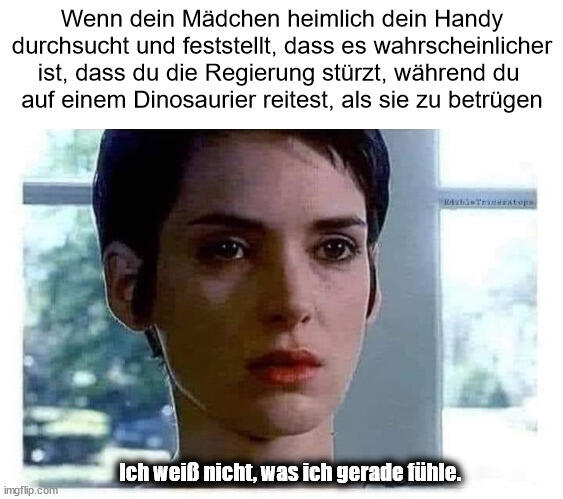 Wenn dein Mädchen heimlich dein Handy
durchsucht und feststellt, dass es wahrscheinlicher
ist, dass du die Regierung stürzt, während du
auf einem Dinosaurier reitest, als sie zu betrügen
EdibleTriceratops
Ich weiß nicht, was ich gerade fühle.
imgflip.com